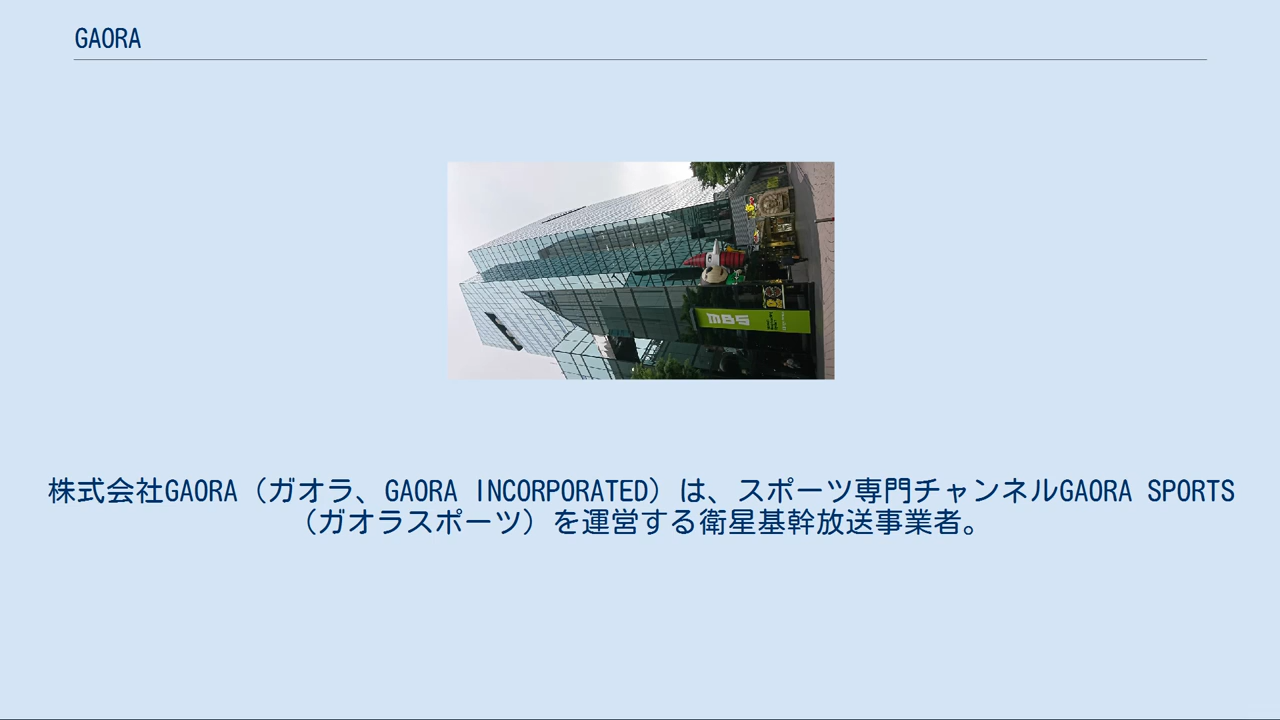 GAORA
MBS
株式会社GAORA（ガオラ、GAORA INCORPORATED）は、スポーツ専門チャンネルGAORA SPORTS
（ガオラスポーツ）を運営する衛星基幹放送事業者。